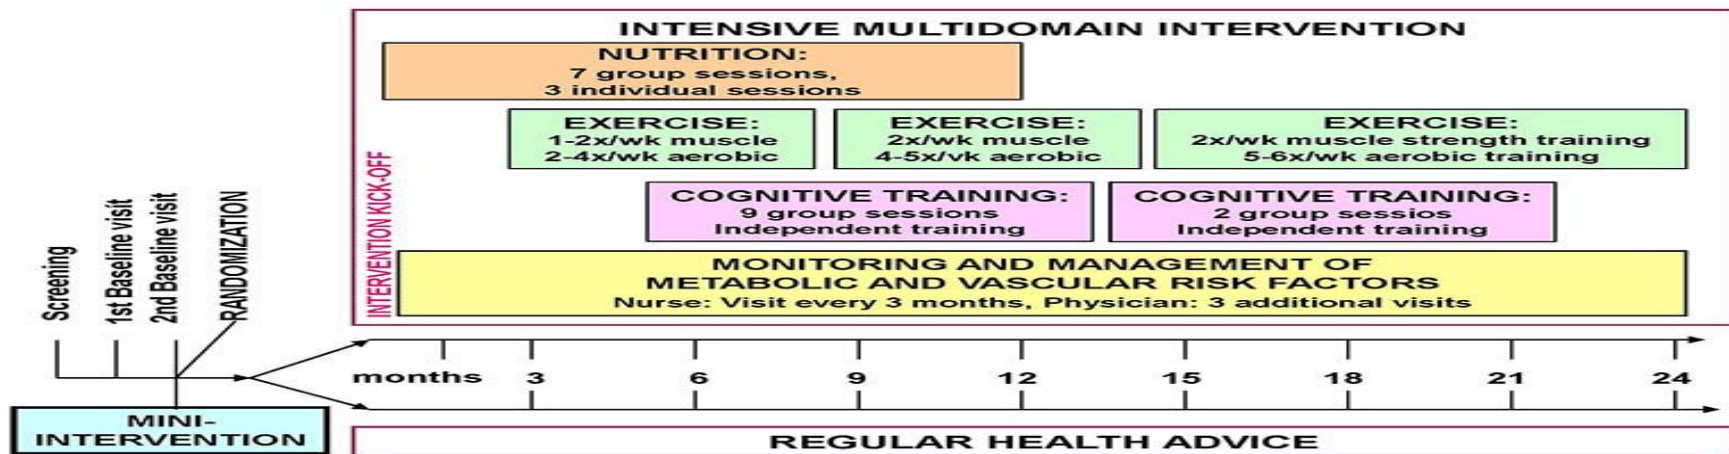 INTENSIVE MULTIDOMAIN INTERVENTION
NUTRITION:
7 group sessions,
3 individual sessions
EXERCISE:
1-2x/wk muscle
2-4x/wk aerobic
EXERCISE:
2x/wk muscle
4-5x/vk aerobic
EXERCISE:
2x/wk muscle strength training
5-6x/wk aerobic training
COGNITIVE TRAINING:
9 group sessions
Independent training
COGNITIVE TRAINING:
2 group sessios
Independent training
MONITORING AND MANAGEMENT OF
METABOLIC AND VASCULAR RISK FACTORS
Nurse: Visit every 3 months, Physician: 3 additional visits
INTERVENTION KICK-OFF
Screening
1st Baseline visit
2nd Baseline visit
RANDOMIZATION
months 3 6 9 12 15 18 21 24
MINI-
INTERVENTION
REGULAR HEALTH ADVICE